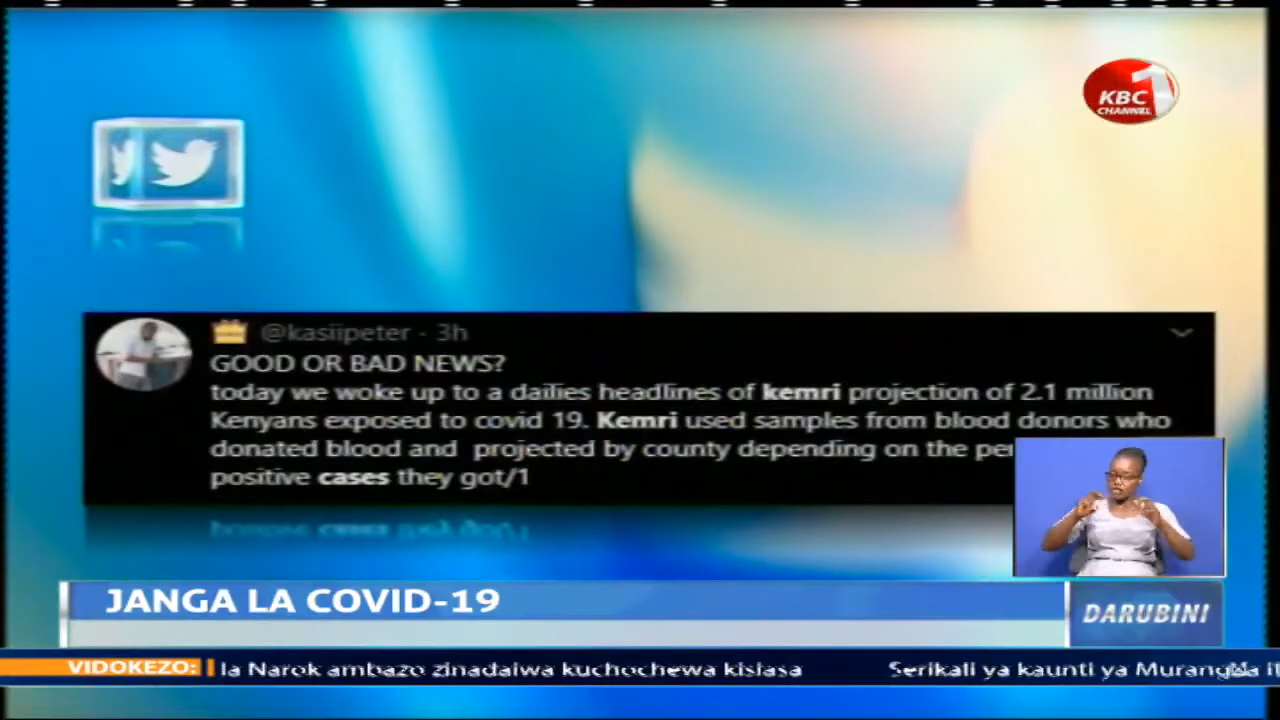 KBC
CHANNEL 1
@kasiipeter - 3h
GOOD OR BAD NEWS?
today we woke up to a dailies headlines of kemri projection of 2.1 million
Kenyans exposed to covid 19. Kemri used samples from blood donors who
donated blood and projected by county depending on the
positive cases they got/1
JANGA LA COVID-19
DARUBINI
VIDOKEZO: la Narok ambazo zinadaiwa kuchochewa kisiasa Serikali ya kaunti ya